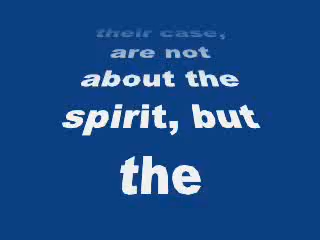 their case,
are not
about the
spirit, but
the